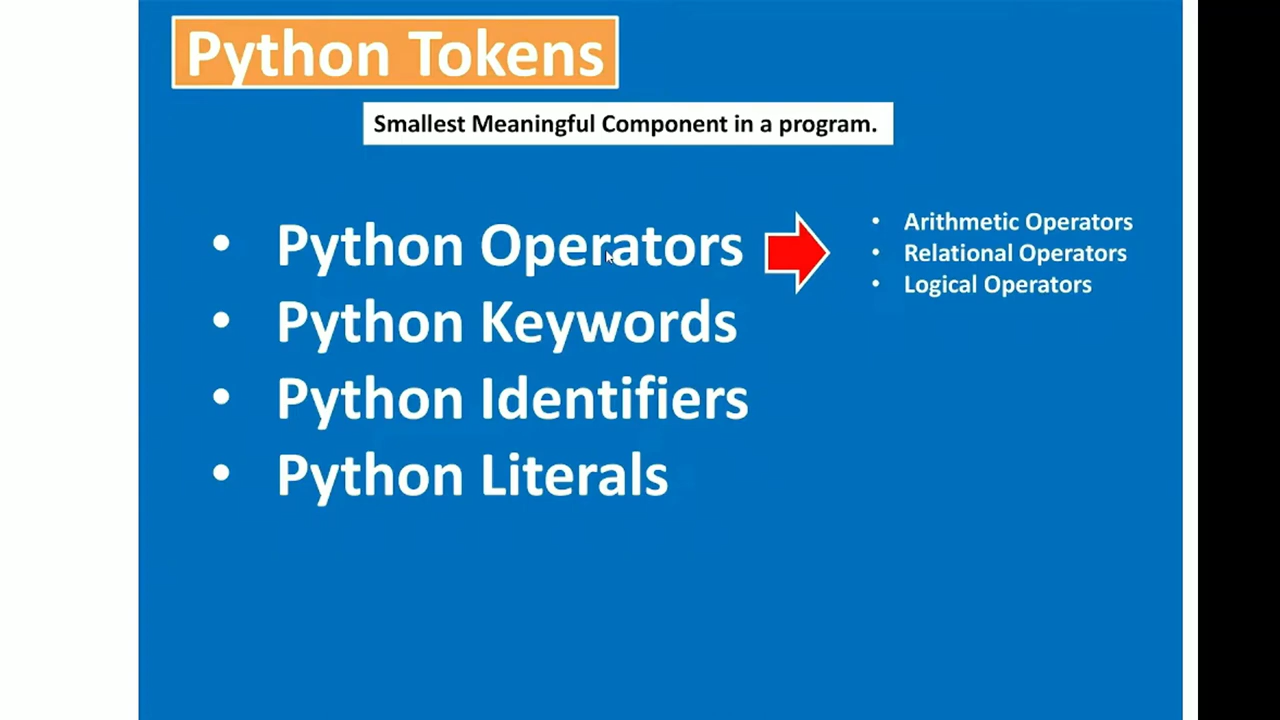 Python Tokens
Smallest Meaningful Component in a program.
• Python Operators
• Arithmetic Operators
• Relational Operators
• Logical Operators
• Python Keywords
• Python Identifiers
• Python Literals